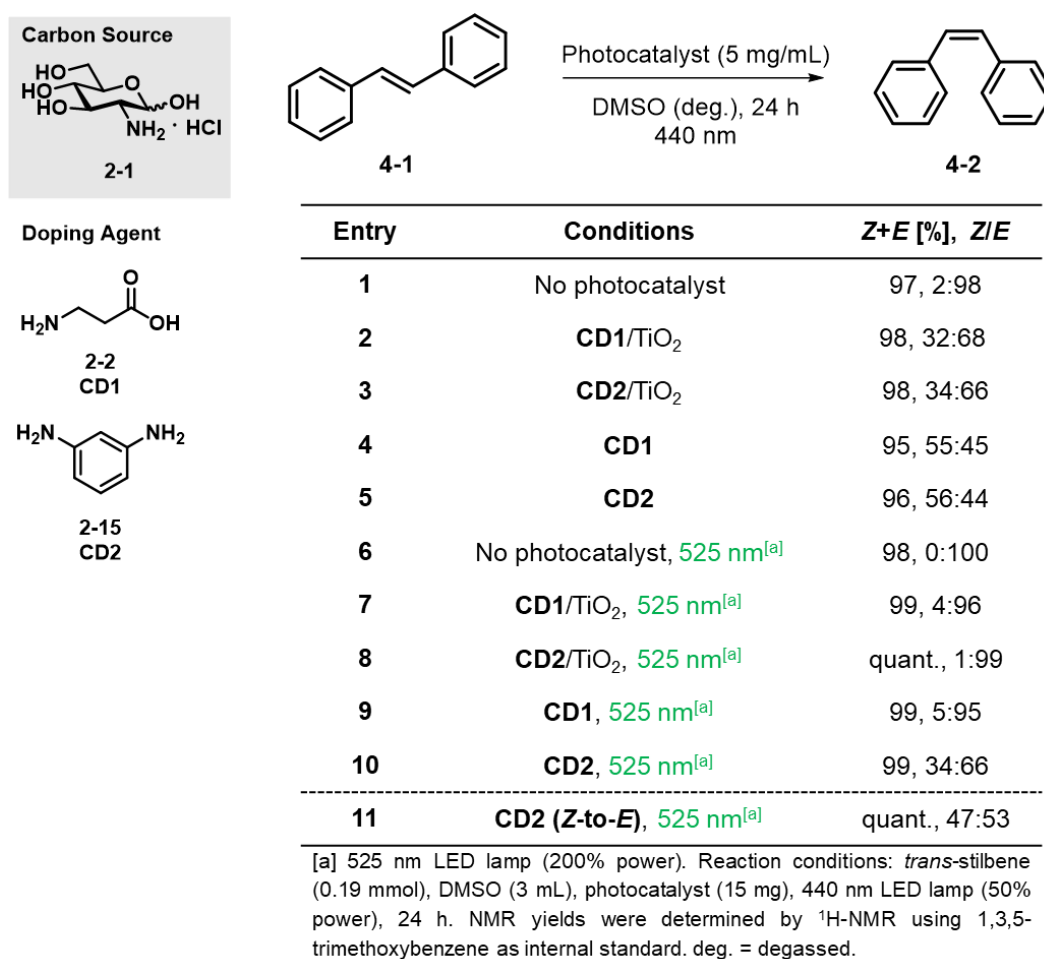 Carbon Source
HO
HO
HO
O
OH
NH₂ · HCl
2-1
Doping Agent
O
H₂N
OH
2-2
CD1
H₂N
NH₂
2-15
CD2
4-1
Photocatalyst (5 mg/mL)
DMSO (deg.), 24 h
440 nm
4-2
Entry Conditions Z+E [%], Z/E
1 No photocatalyst 97, 2:98
2 CD1/TiO₂ 98, 32:68
3 CD2/TiO₂ 98, 34:66
4 CD1 95, 55:45
5 CD2 96, 56:44
6 No photocatalyst, 525 nm[a] 98, 0:100
7 CD1/TiO₂, 525 nm[a] 99, 4:96
8 CD2/TiO₂, 525 nm[a] quant., 1:99
9 CD1, 525 nm[a] 99, 5:95
10 CD2, 525 nm[a] 99, 34:66
11 CD2 (Z-to-E), 525 nm[a] quant., 47:53
[a] 525 nm LED lamp (200% power). Reaction conditions: trans-stilbene
(0.19 mmol), DMSO (3 mL), photocatalyst (15 mg), 440 nm LED lamp (50%
power), 24 h. NMR yields were determined by ¹H-NMR using 1,3,5-
trimethoxybenzene as internal standard. deg. = degassed.